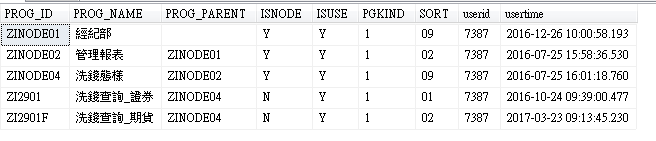 PROG_ID PROG_NAME PROG_PARENT ISNODE ISUSE PGKIND SORT userid usertime
ZINODE01 經紀部 Y Y 1 09 7387 2016-12-26 10:00:58.193
ZINODE02 管理報表 ZINODE01 Y Y 1 02 7387 2016-07-25 15:58:36.530
ZINODE04 洗錢態樣 ZINODE02 Y Y 1 09 7387 2016-07-25 16:01:18.760
ZI2901 洗錢查詢_證券 ZINODE04 N Y 1 01 7387 2016-10-24 09:39:00.477
ZI2901F 洗錢查詢_期貨 ZINODE04 N Y 1 02 7387 2017-03-23 09:13:45.230